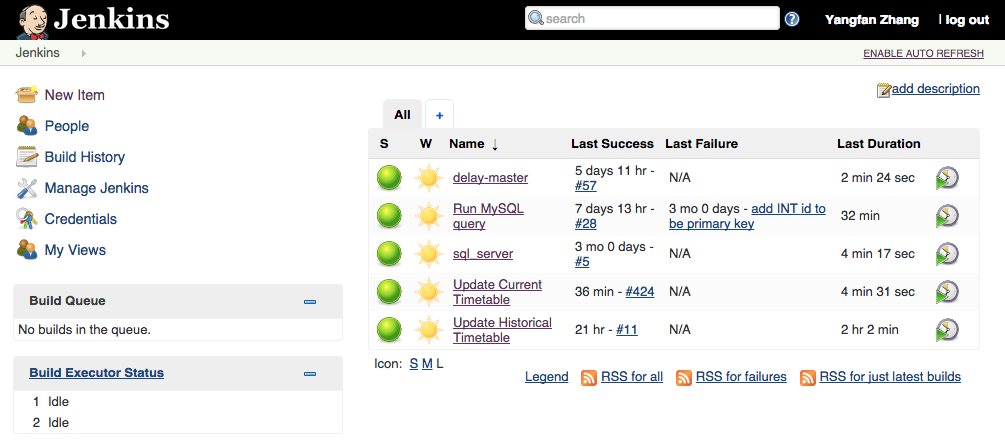 Jenkins
search
Yangfan Zhang
| log out
Jenkins
ENABLE AUTO REFRESH
New Item
People
Build History
Manage Jenkins
Credentials
My Views
Build Queue
No builds in the queue.
Build Executor Status
1 Idle
2 Idle
add description
All +
S W Name ↓ Last Success Last Failure Last Duration
delay-master 5 days 11 hr - #57 N/A 2 min 24 sec
Run MySQL query 7 days 13 hr - #28 3 mo 0 days - add INT id to be primary key 32 min
sql_server 3 mo 0 days - #5 N/A 4 min 17 sec
Update Current Timetable 36 min - #424 N/A 4 min 31 sec
Update Historical Timetable 21 hr - #11 N/A 2 hr 2 min
Icon: S M L
Legend RSS for all RSS for failures RSS for just latest builds